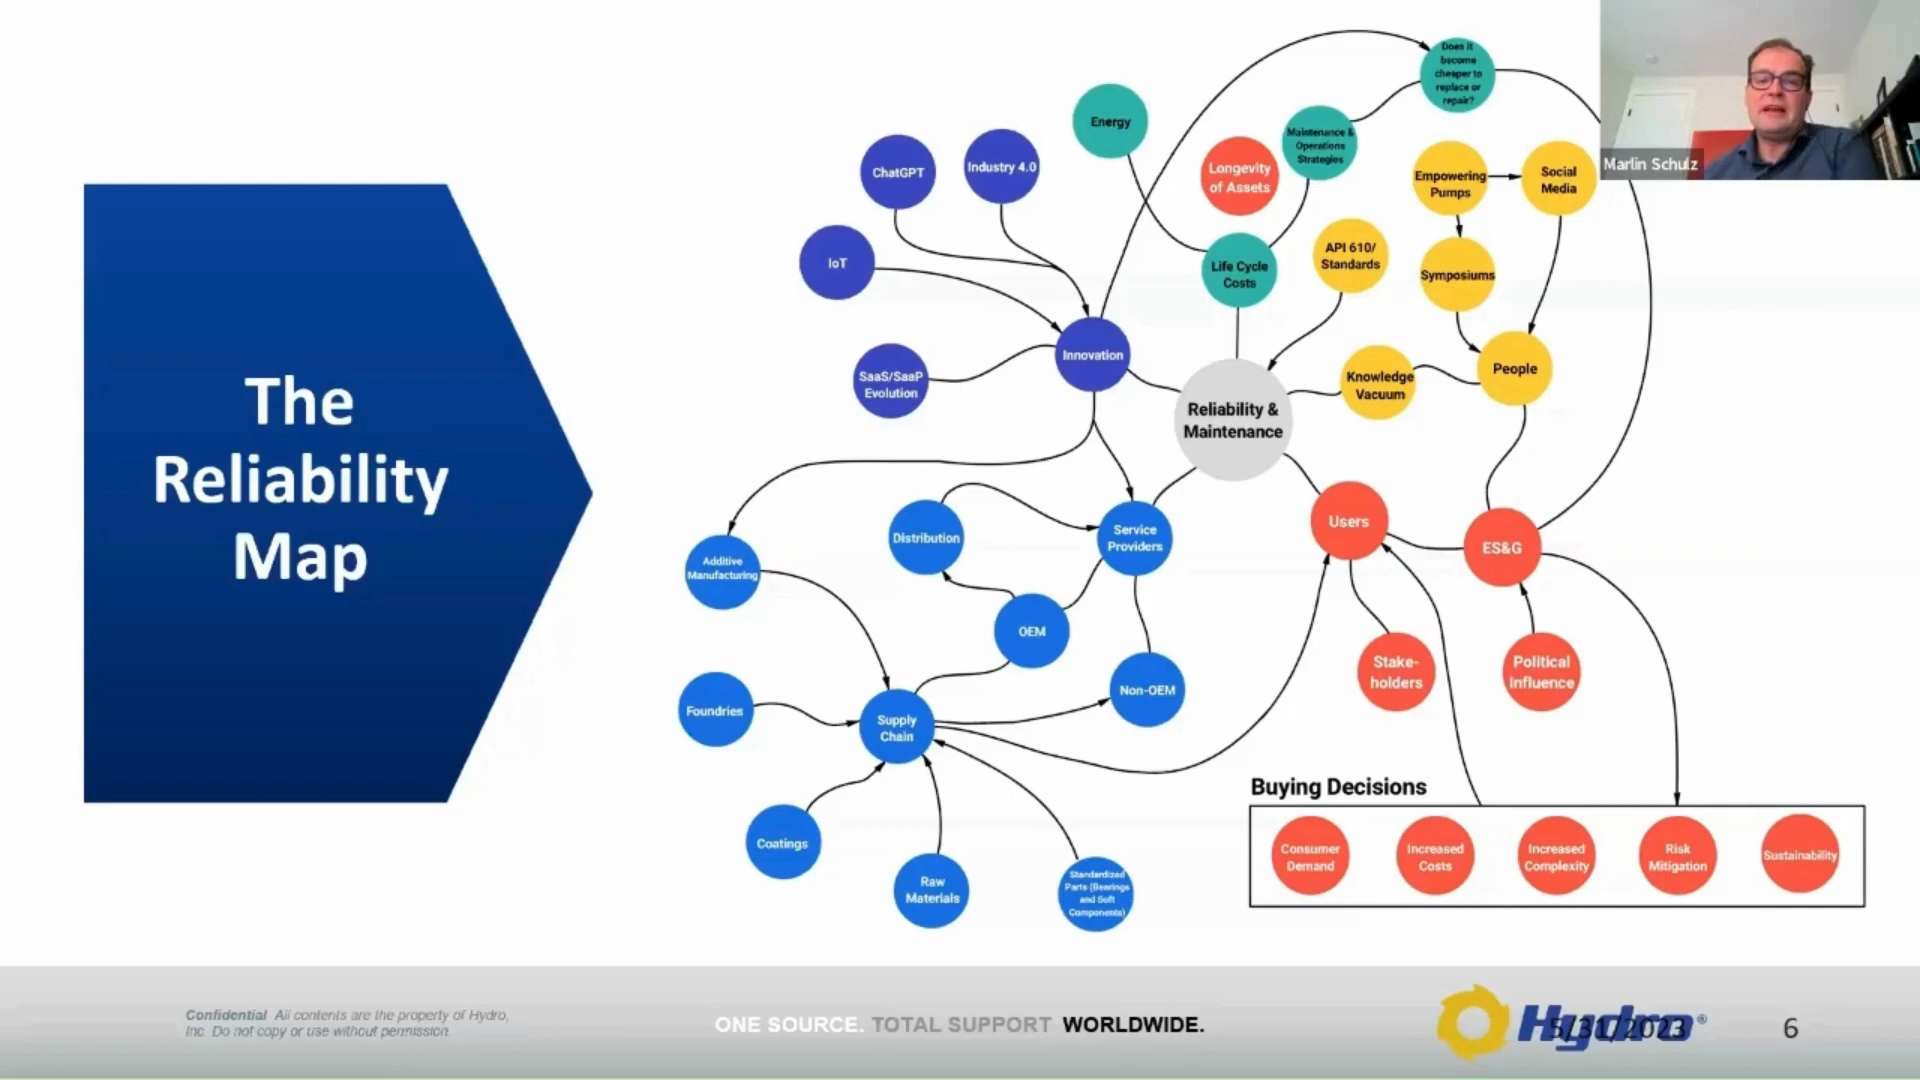 The
Reliability
Map
Does it
become
cheaper to
replace or
repair?
Energy
Maintenance &
Operations
Strategies
Longevity
of Assets
ChatGPT
Industry 4.0
Empowering
Pumps
Social
Media
Marlin Schulz
IoT
Life Cycle
Costs
API 610/
Standards
Symposiums
Innovation
SaaS/SaaP
Evolution
Knowledge
Vacuum
People
Reliability &
Maintenance
Distribution
Service
Providers
Users
ES&G
Additive
Manufacturing
OEM
Non-OEM
Stake-
holders
Political
Influence
Foundries
Supply
Chain
Coatings
Raw
Materials
Standardized
Parts (Bearings
and Soft
Components)
Buying Decisions
Consumer
Demand
Increased
Costs
Increased
Complexity
Risk
Mitigation
Sustainability
Confidential All contents are the property of Hydro,
Inc. Do not copy or use without permission.
ONE SOURCE. TOTAL SUPPORT WORLDWIDE.
Hydro®
5/31/2023
6